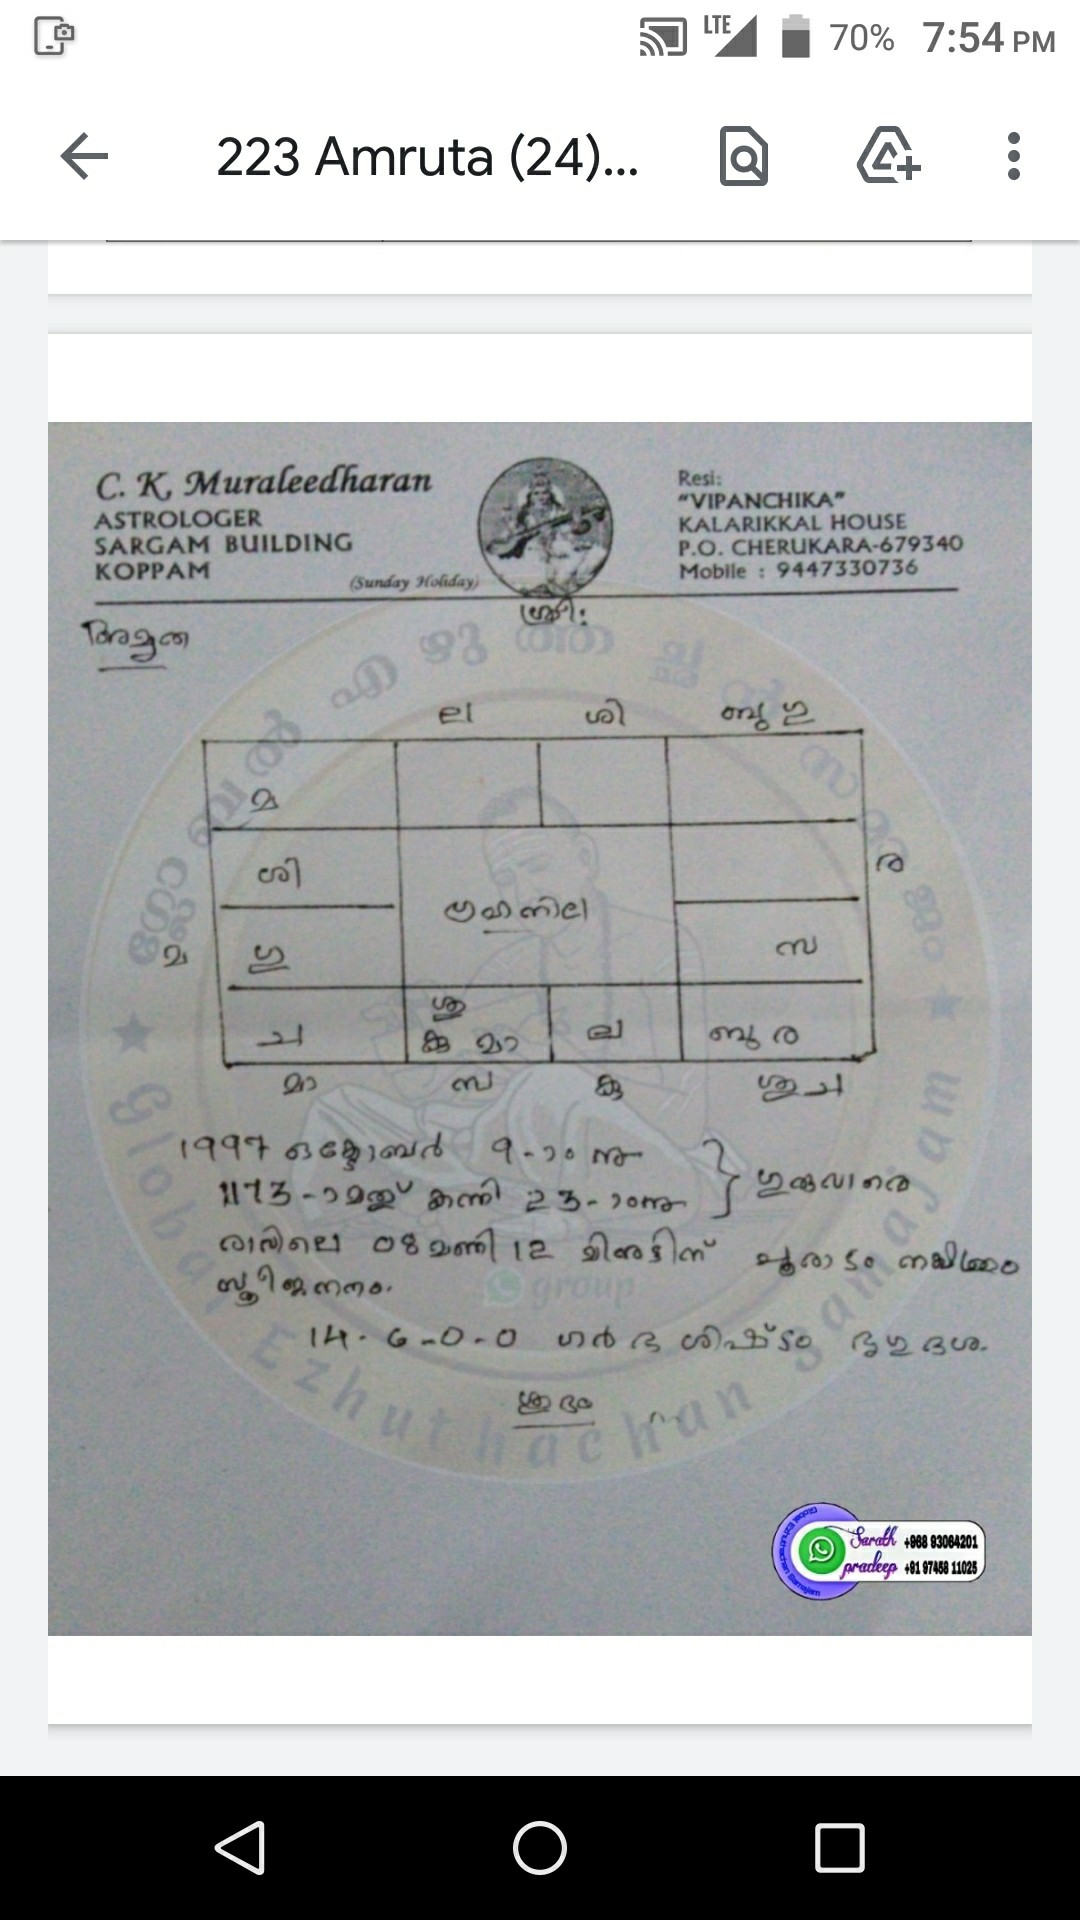 LTE 70% 7:54 PM
223 Amruta (24)...
C. K. Muraleedharan
ASTROLOGER
SARGAM BUILDING
KOPPAM
(Sunday Holiday)
Resi:
"VIPANCHIKA"
KALARIKKAL HOUSE
P.O. CHERUKARA-679340
Mobile : 9447330736
ശ്രീ:
അമൃത
ല ശി ബു ഗു
മ
ശി ര
ഗ്രഹനില
മ ഗു സ
ശു
ച കു മാ ല ബു ര
മാ സ കു ശു ച
1997 ഒക്ടോബർ 9-ാം നു
1173-ാമത് കന്നി 23-ാംനു } ഗുരുവാരെ
രാവിലെ 08 മണി 12 മിനുട്ടിന് പൂരാടം നക്ഷത്രം
സ്ത്രീജനനം.
14-6-0-0 ഗർഭ ശിഷ്ടം ഭൃഗു ദശ.
ശുഭം
Global Ezhuthachan Samajam
group
Sarath +968 93064201
pradeep +91 97458 11025